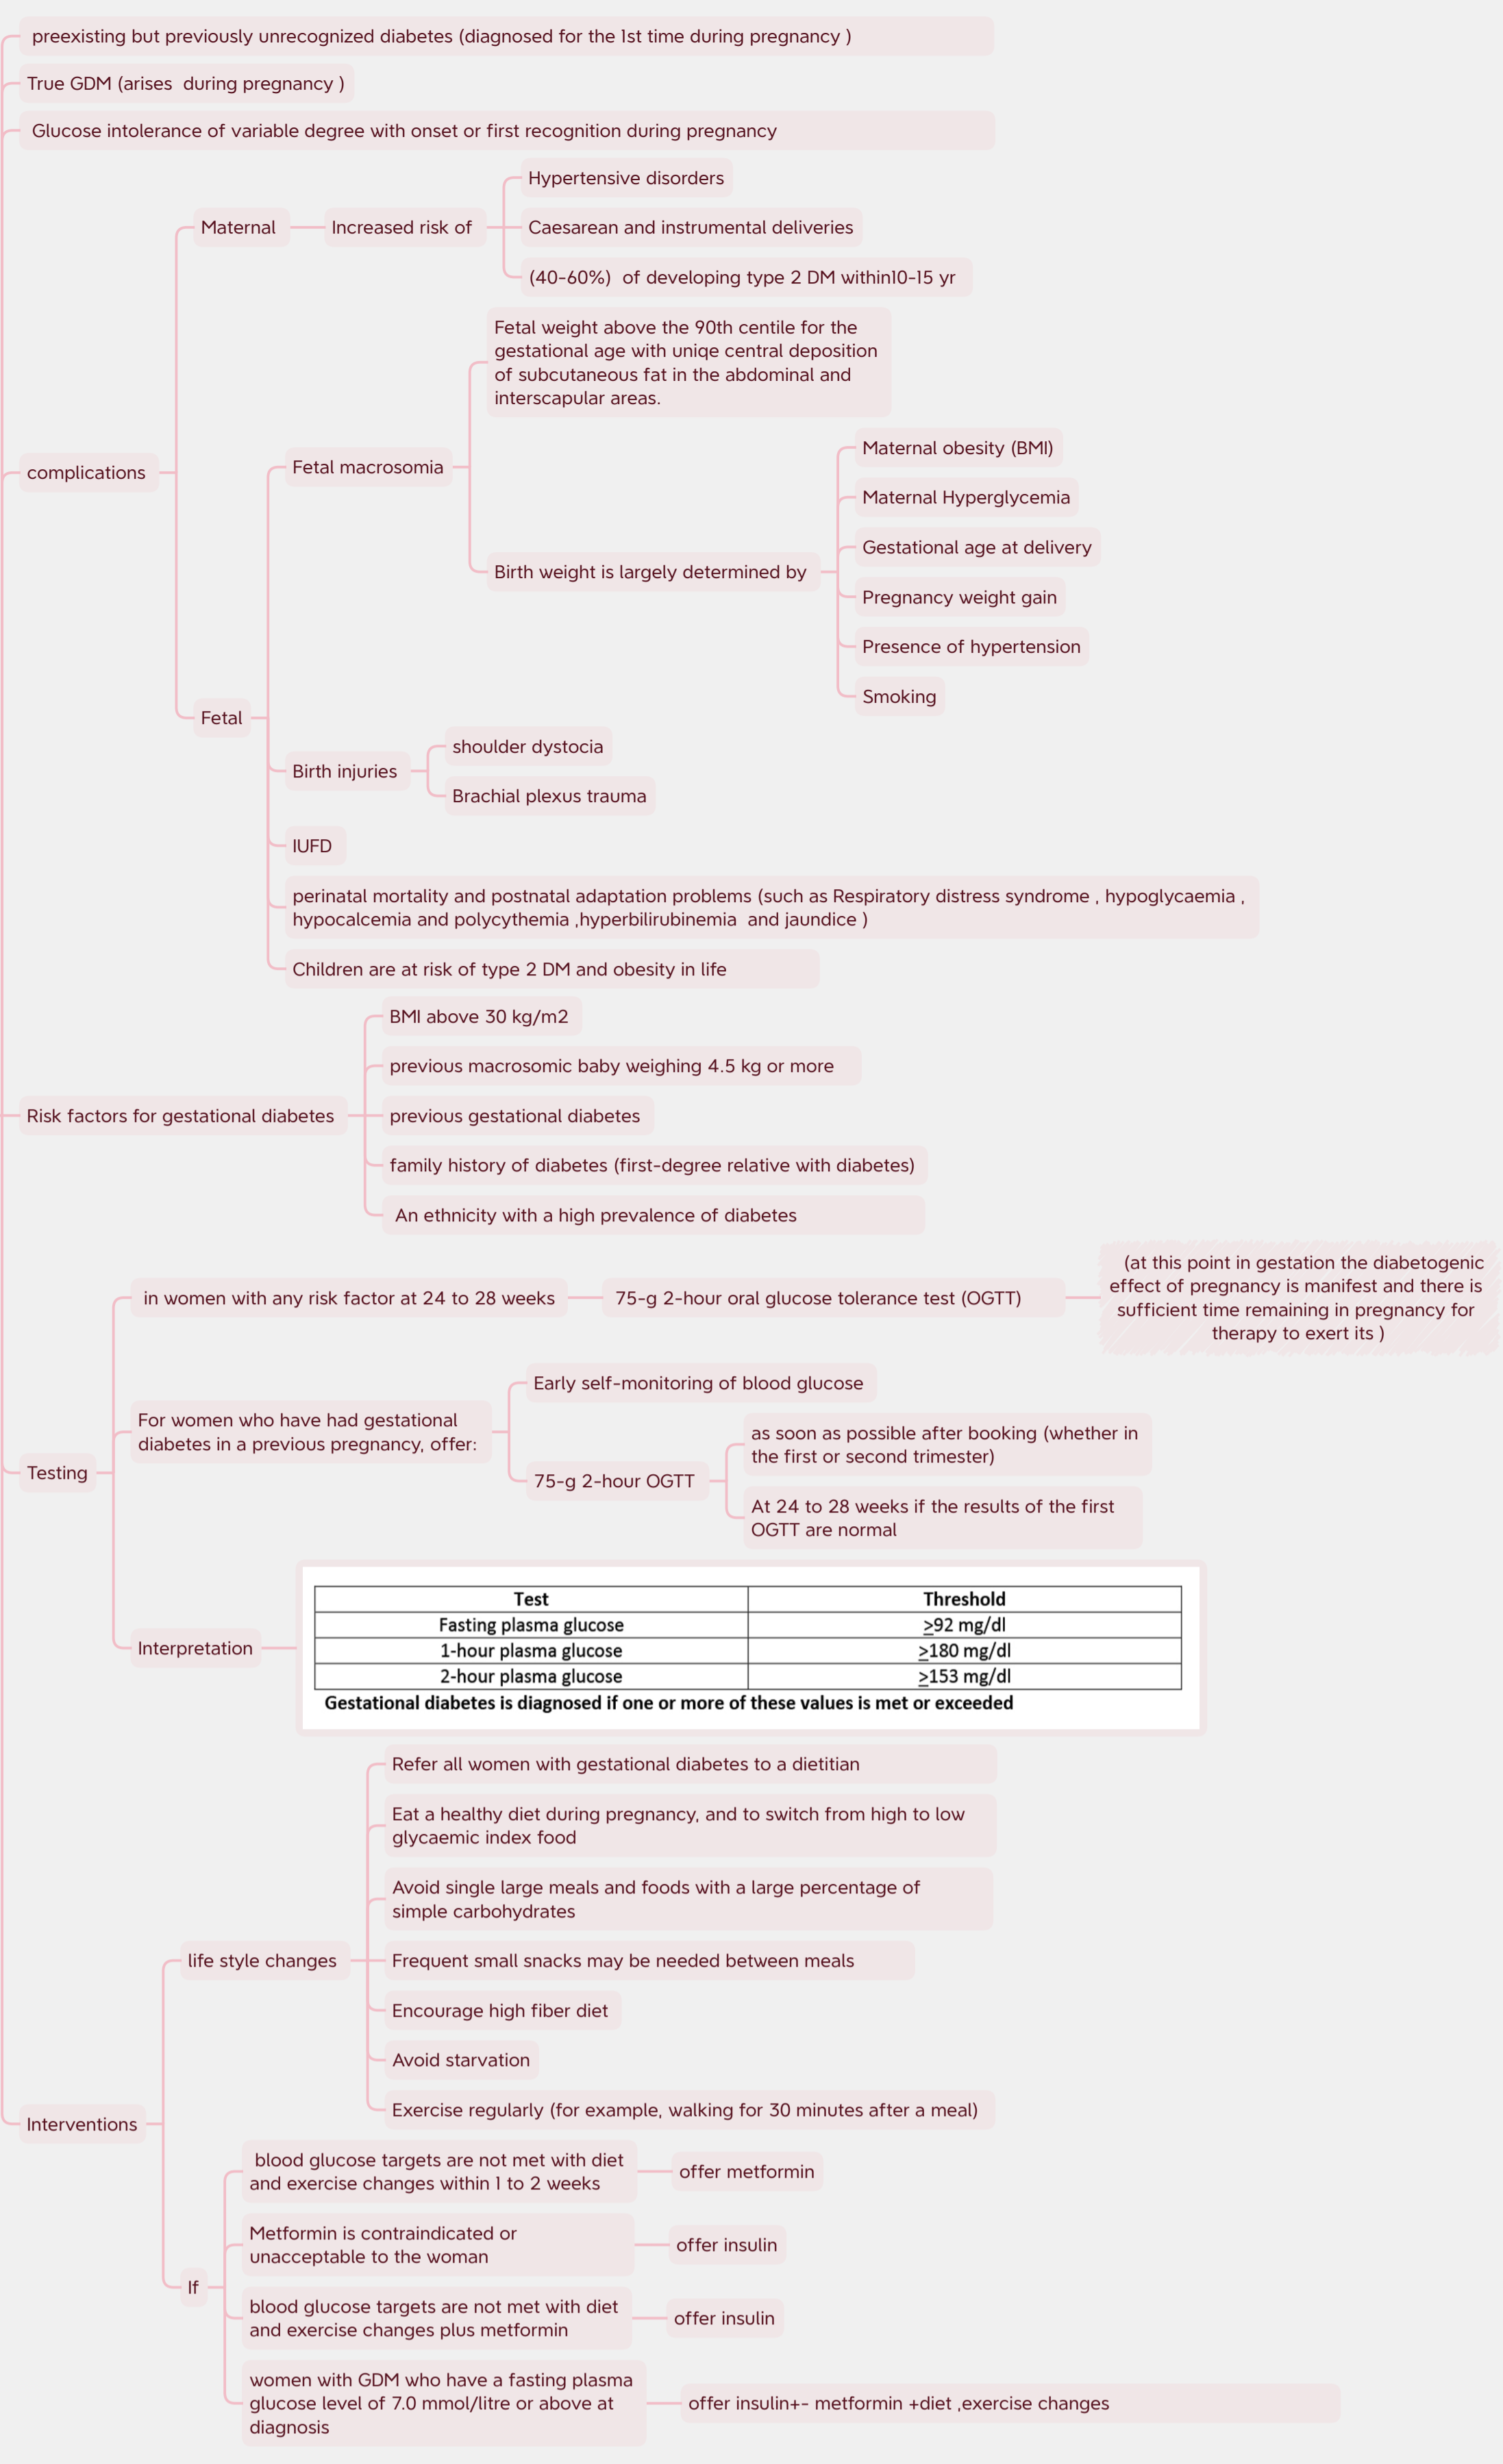 preexisting but previously unrecognized diabetes (diagnosed for the 1st time during pregnancy )
True GDM (arises  during pregnancy )
Glucose intolerance of variable degree with onset or first recognition during pregnancy
complications
Maternal
Increased risk of
Hypertensive disorders
Caesarean and instrumental deliveries
(40-60%)  of developing type 2 DM within10-15 yr
Fetal
Fetal macrosomia
Fetal weight above the 90th centile for the
gestational age with uniqe central deposition
of subcutaneous fat in the abdominal and
interscapular areas.
Birth weight is largely determined by
Maternal obesity (BMI)
Maternal Hyperglycemia
Gestational age at delivery
Pregnancy weight gain
Presence of hypertension
Smoking
Birth injuries
shoulder dystocia
Brachial plexus trauma
IUFD
perinatal mortality and postnatal adaptation problems (such as Respiratory distress syndrome , hypoglycaemia ,
hypocalcemia and polycythemia ,hyperbilirubinemia  and jaundice )
Children are at risk of type 2 DM and obesity in life
Risk factors for gestational diabetes
BMI above 30 kg/m2
previous macrosomic baby weighing 4.5 kg or more
previous gestational diabetes
family history of diabetes (first-degree relative with diabetes)
An ethnicity with a high prevalence of diabetes
Testing
in women with any risk factor at 24 to 28 weeks
75-g 2-hour oral glucose tolerance test (OGTT)
(at this point in gestation the diabetogenic
effect of pregnancy is manifest and there is
sufficient time remaining in pregnancy for
therapy to exert its )
For women who have had gestational
diabetes in a previous pregnancy, offer:
Early self-monitoring of blood glucose
75-g 2-hour OGTT
as soon as possible after booking (whether in
the first or second trimester)
At 24 to 28 weeks if the results of the first
OGTT are normal
Interpretation
Test Threshold
Fasting plasma glucose ≥92 mg/dl
1-hour plasma glucose ≥180 mg/dl
2-hour plasma glucose ≥153 mg/dl
Gestational diabetes is diagnosed if one or more of these values is met or exceeded
Interventions
life style changes
Refer all women with gestational diabetes to a dietitian
Eat a healthy diet during pregnancy, and to switch from high to low
glycaemic index food
Avoid single large meals and foods with a large percentage of
simple carbohydrates
Frequent small snacks may be needed between meals
Encourage high fiber diet
Avoid starvation
Exercise regularly (for example, walking for 30 minutes after a meal)
If
blood glucose targets are not met with diet
and exercise changes within 1 to 2 weeks
offer metformin
Metformin is contraindicated or
unacceptable to the woman
offer insulin
blood glucose targets are not met with diet
and exercise changes plus metformin
offer insulin
women with GDM who have a fasting plasma
glucose level of 7.0 mmol/litre or above at
diagnosis
offer insulin+- metformin +diet ,exercise changes